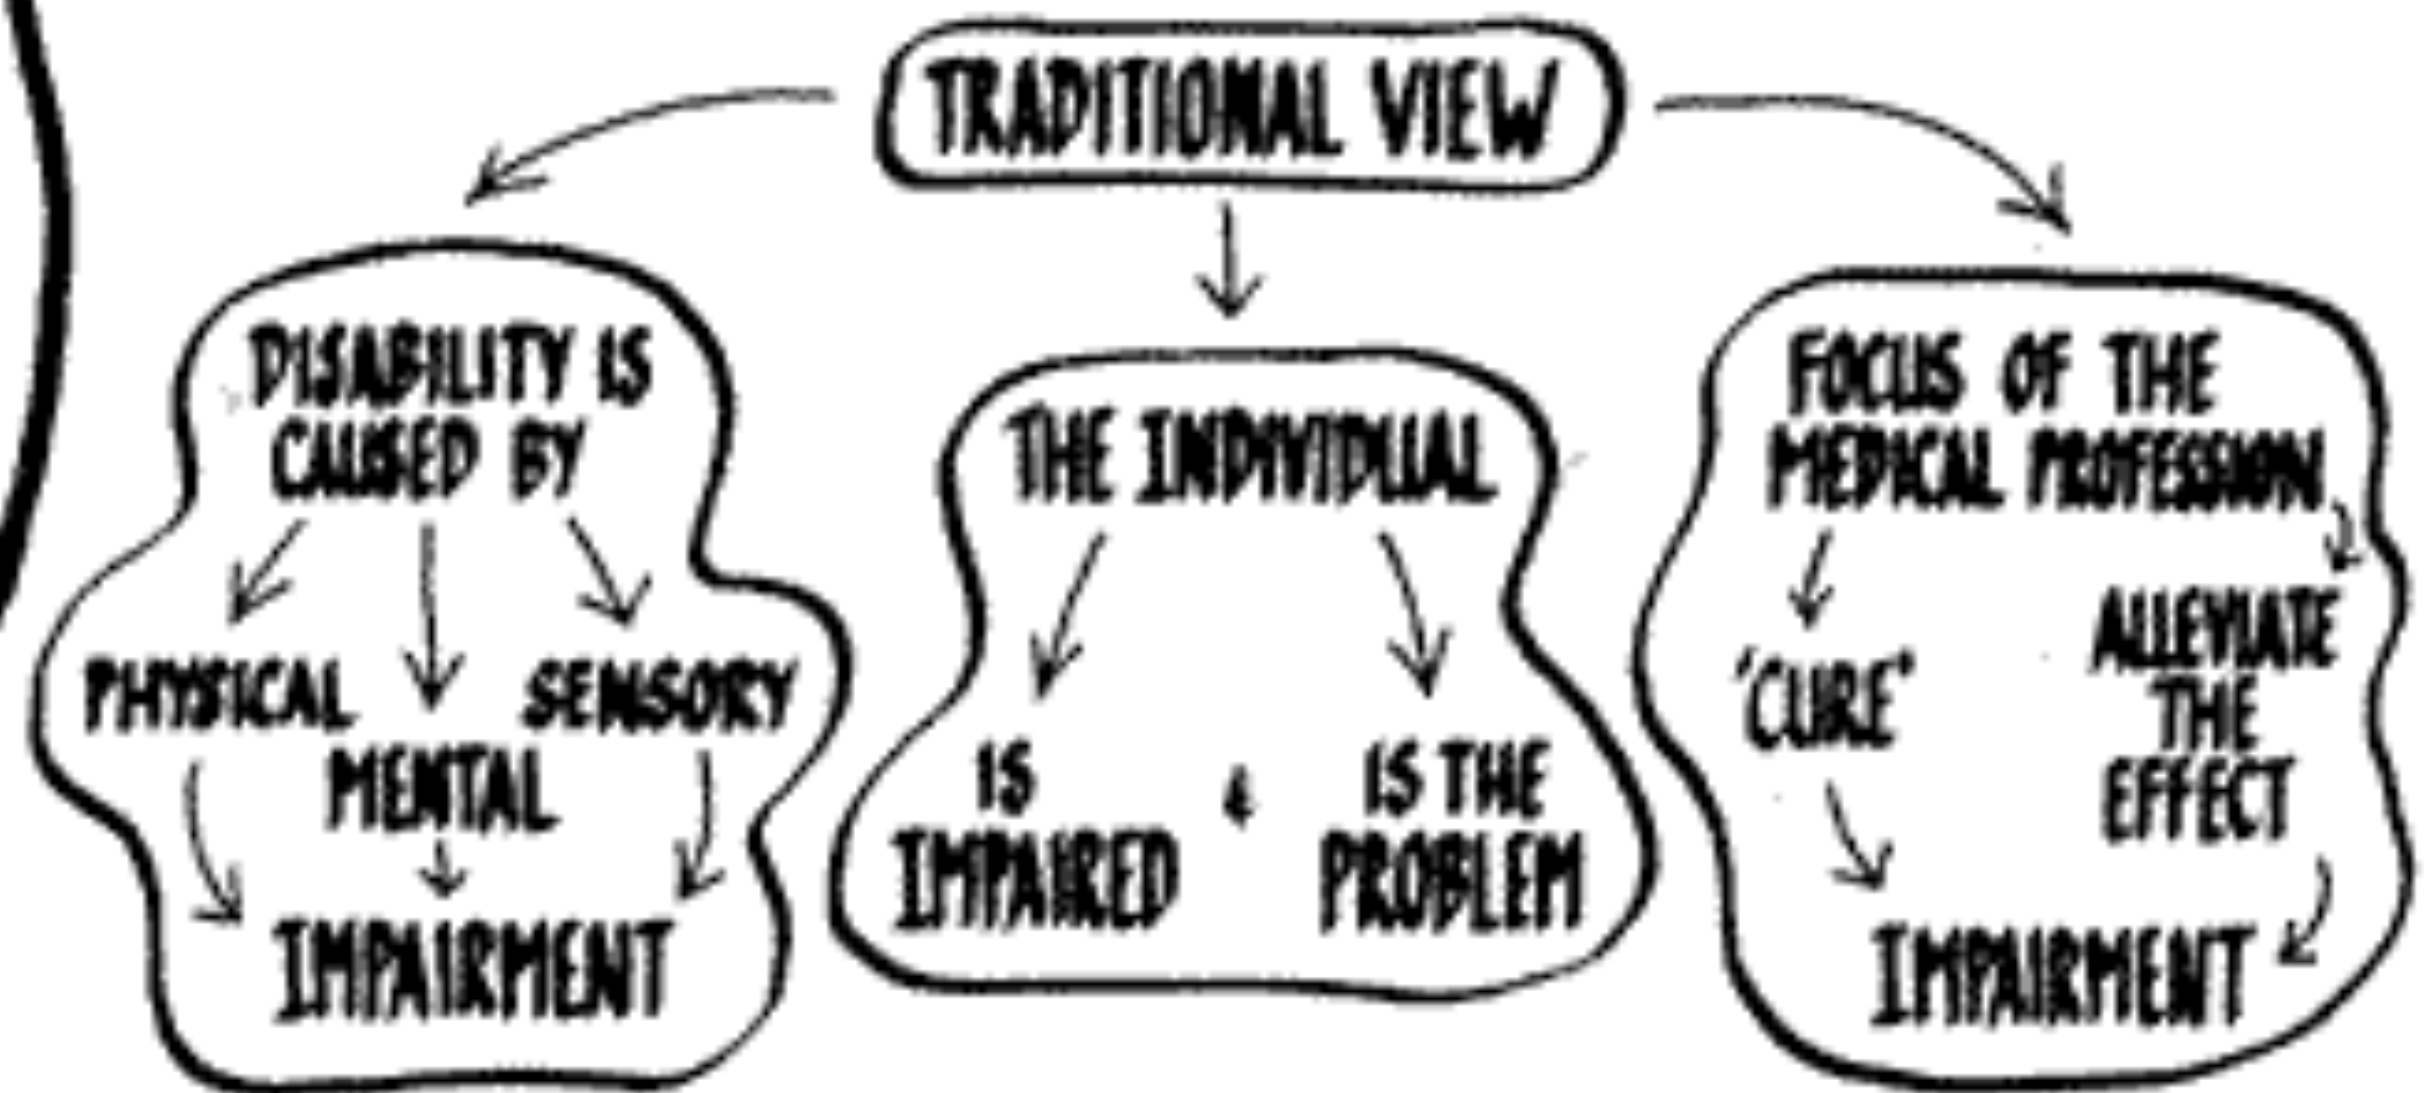 TRADITIONAL VIEW
DISABILITY IS
CAUSED BY
PHYSICAL
MENTAL
SENSORY
IMPAIRMENT
THE INDIVIDUAL
IS
IMPAIRED
&
IS THE
PROBLEM
FOCUS OF THE
MEDICAL PROFESSION
'CURE'
ALLEVIATE
THE
EFFECT
IMPAIRMENT